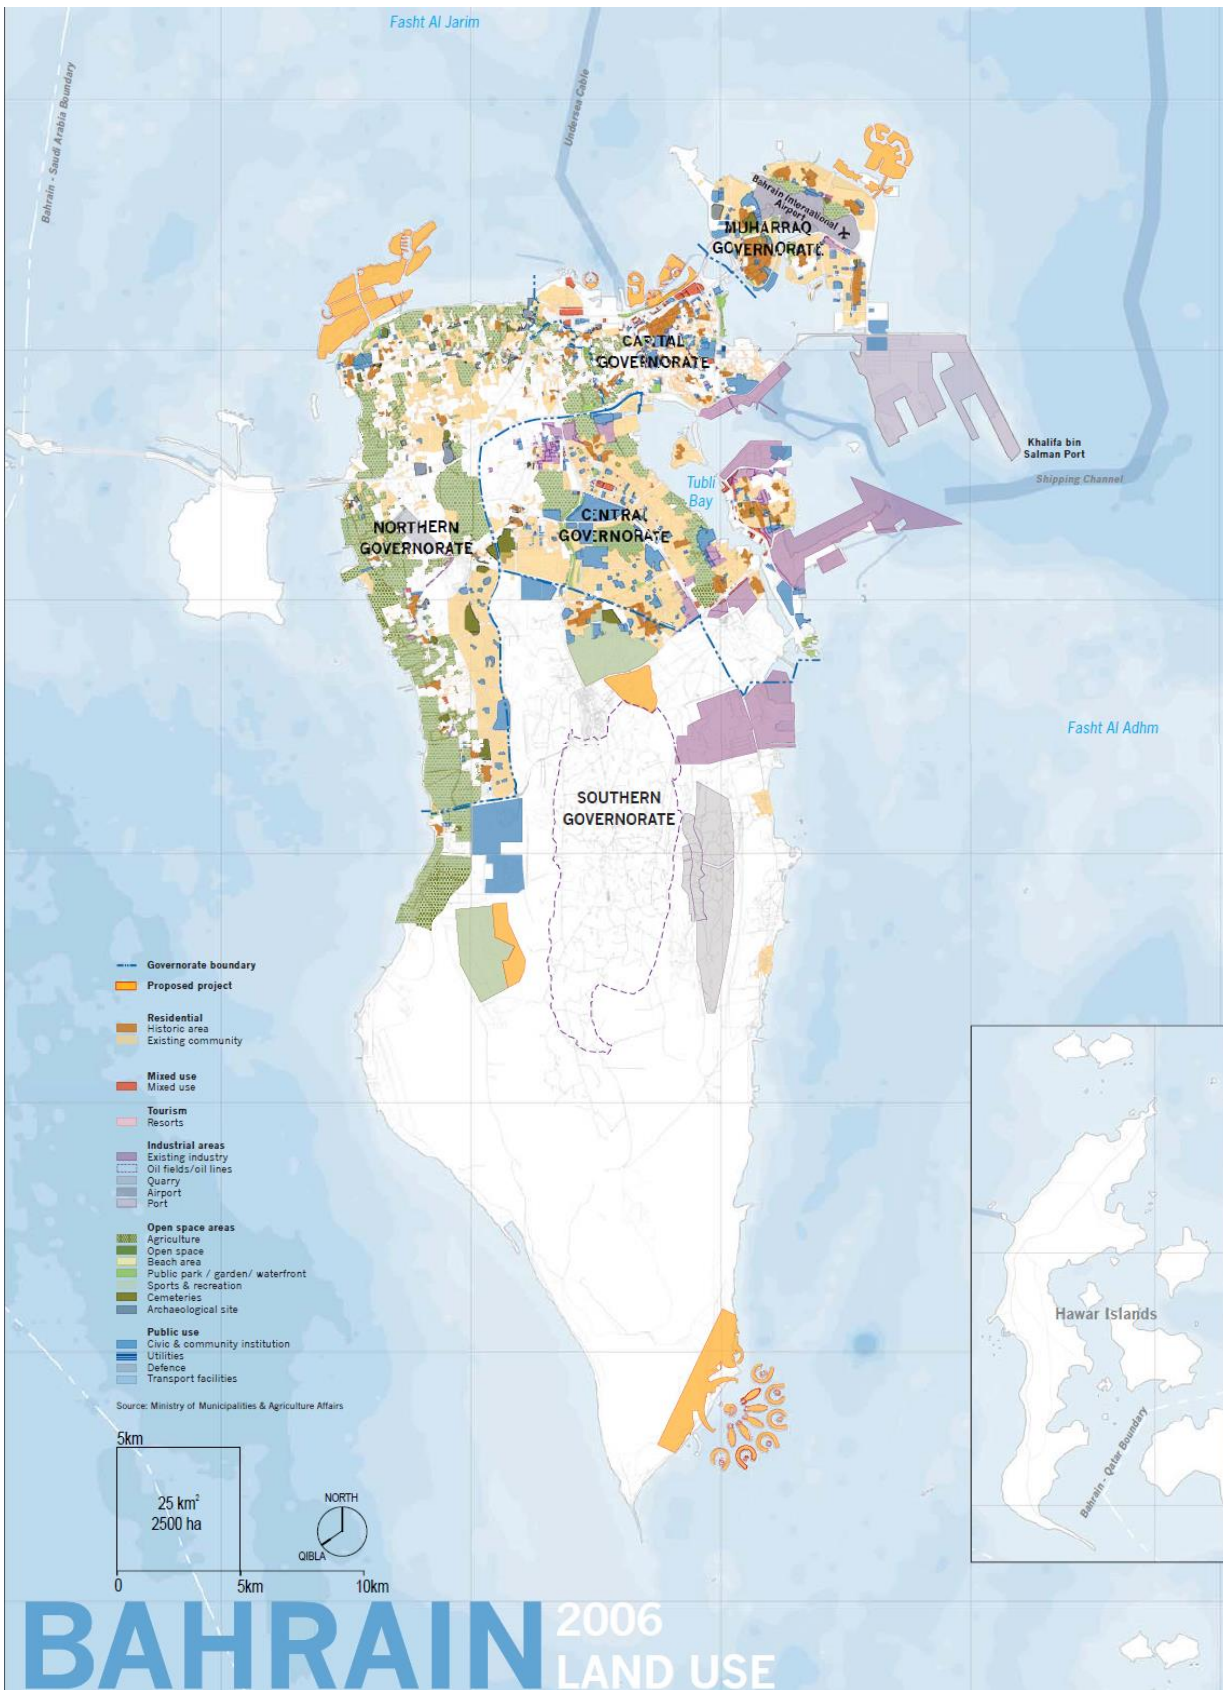 Fasht Al Jarim
Bahrain - Saudi Arabia Boundary
Undersea Cable
Bahrain International
Airport
MUHARRAQ
GOVERNORATE
CAPITAL
GOVERNORATE
Khalifa bin
Salman Port
Shipping Channel
Tubli
Bay
NORTHERN
GOVERNORATE
CENTRAL
GOVERNORATE
Fasht Al Adhm
SOUTHERN
GOVERNORATE
Governorate boundary
Proposed project
Residential
Historic area
Existing community
Mixed use
Mixed use
Tourism
Resorts
Industrial areas
Existing industry
Oil fields/oil lines
Quarry
Airport
Port
Open space areas
Agriculture
Open space
Beach area
Public park / garden/ waterfront
Sports & recreation
Cemeteries
Archaeological site
Public use
Civic & community institution
Utilities
Defence
Transport facilities
Source: Ministry of Municipalities & Agriculture Affairs
Hawar Islands
Bahrain - Qatar Boundary
5km
25 km²
2500 ha
0 5km 10km
NORTH
QIBLA
BAHRAIN 2006
LAND USE